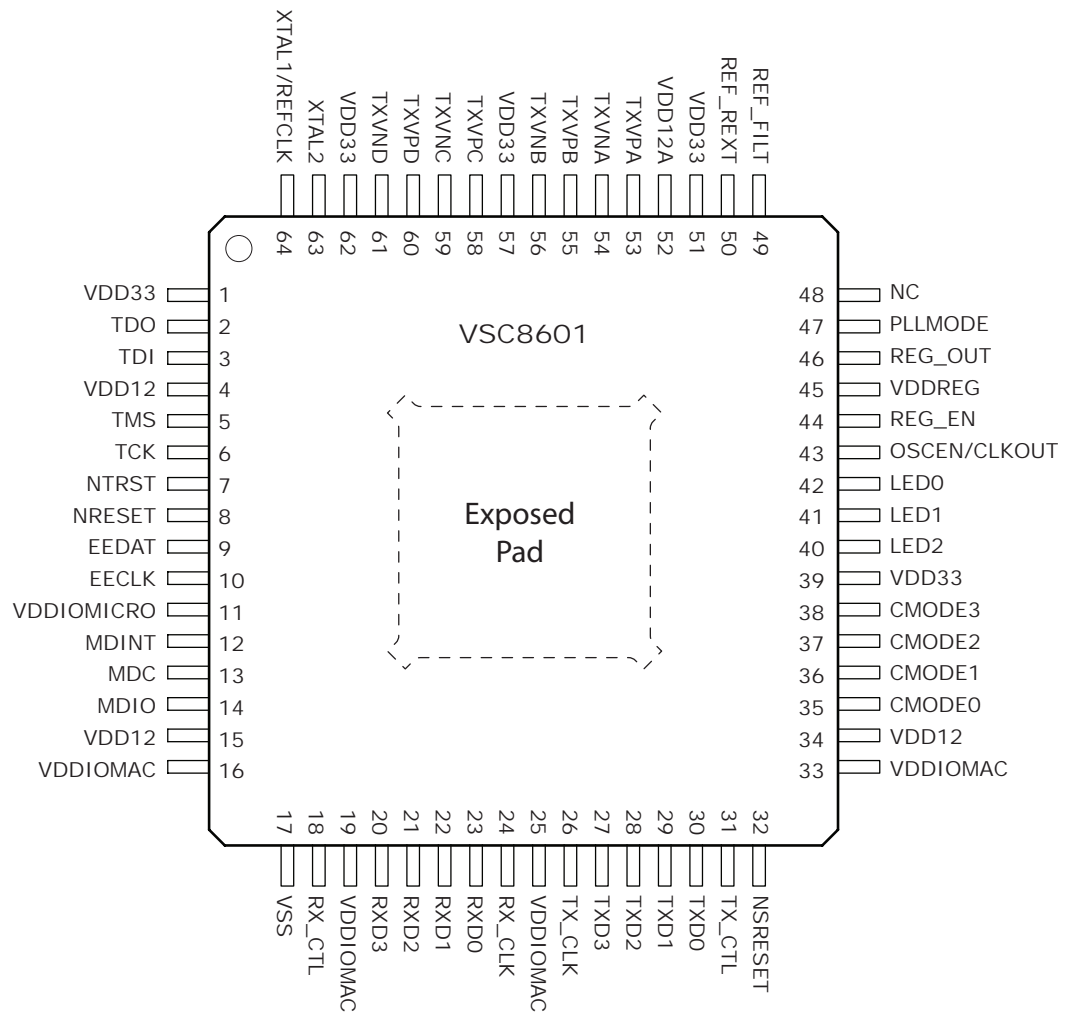 XTAL1/REFCLK
XTAL2
VDD33
TXVND
TXVPD
TXVNC
TXVPC
VDD33
TXVNB
TXVPB
TXVNA
TXVPA
VDD12A
VDD33
REF_REXT
REF_FILT
64
63
62
61
60
59
58
57
56
55
54
53
52
51
50
49
VDD33 1
TDO 2
TDI 3
VDD12 4
TMS 5
TCK 6
NTRST 7
NRESET 8
EEDAT 9
EECLK 10
VDDIOMICRO 11
MDINT 12
MDC 13
MDIO 14
VDD12 15
VDDIOMAC 16
VSC8601
Exposed
Pad
48 NC
47 PLLMODE
46 REG_OUT
45 VDDREG
44 REG_EN
43 OSCEN/CLKOUT
42 LED0
41 LED1
40 LED2
39 VDD33
38 CMODE3
37 CMODE2
36 CMODE1
35 CMODE0
34 VDD12
33 VDDIOMAC
17
18
19
20
21
22
23
24
25
26
27
28
29
30
31
32
VSS
RX_CTL
VDDIOMAC
RXD3
RXD2
RXD1
RXD0
RX_CLK
VDDIOMAC
TX_CLK
TXD3
TXD2
TXD1
TXD0
TX_CTL
NSRESET